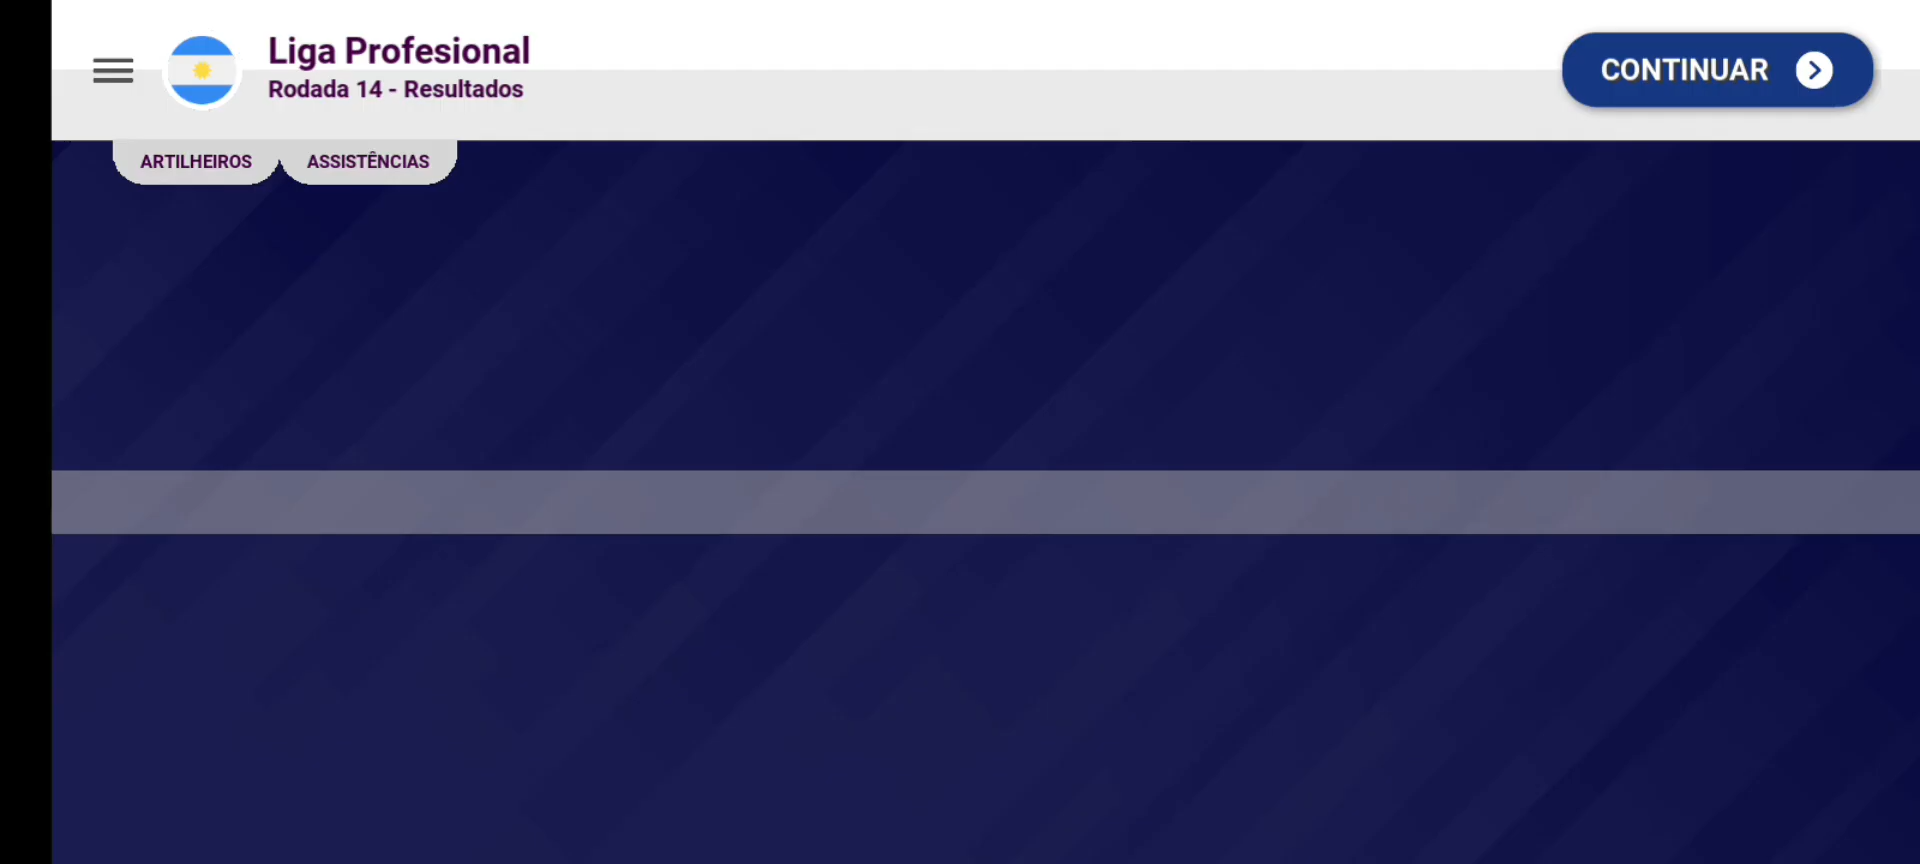 Liga Profesional
Rodada 14 - Resultados
CONTINUAR
ARTILHEIROS
ASSISTÊNCIAS